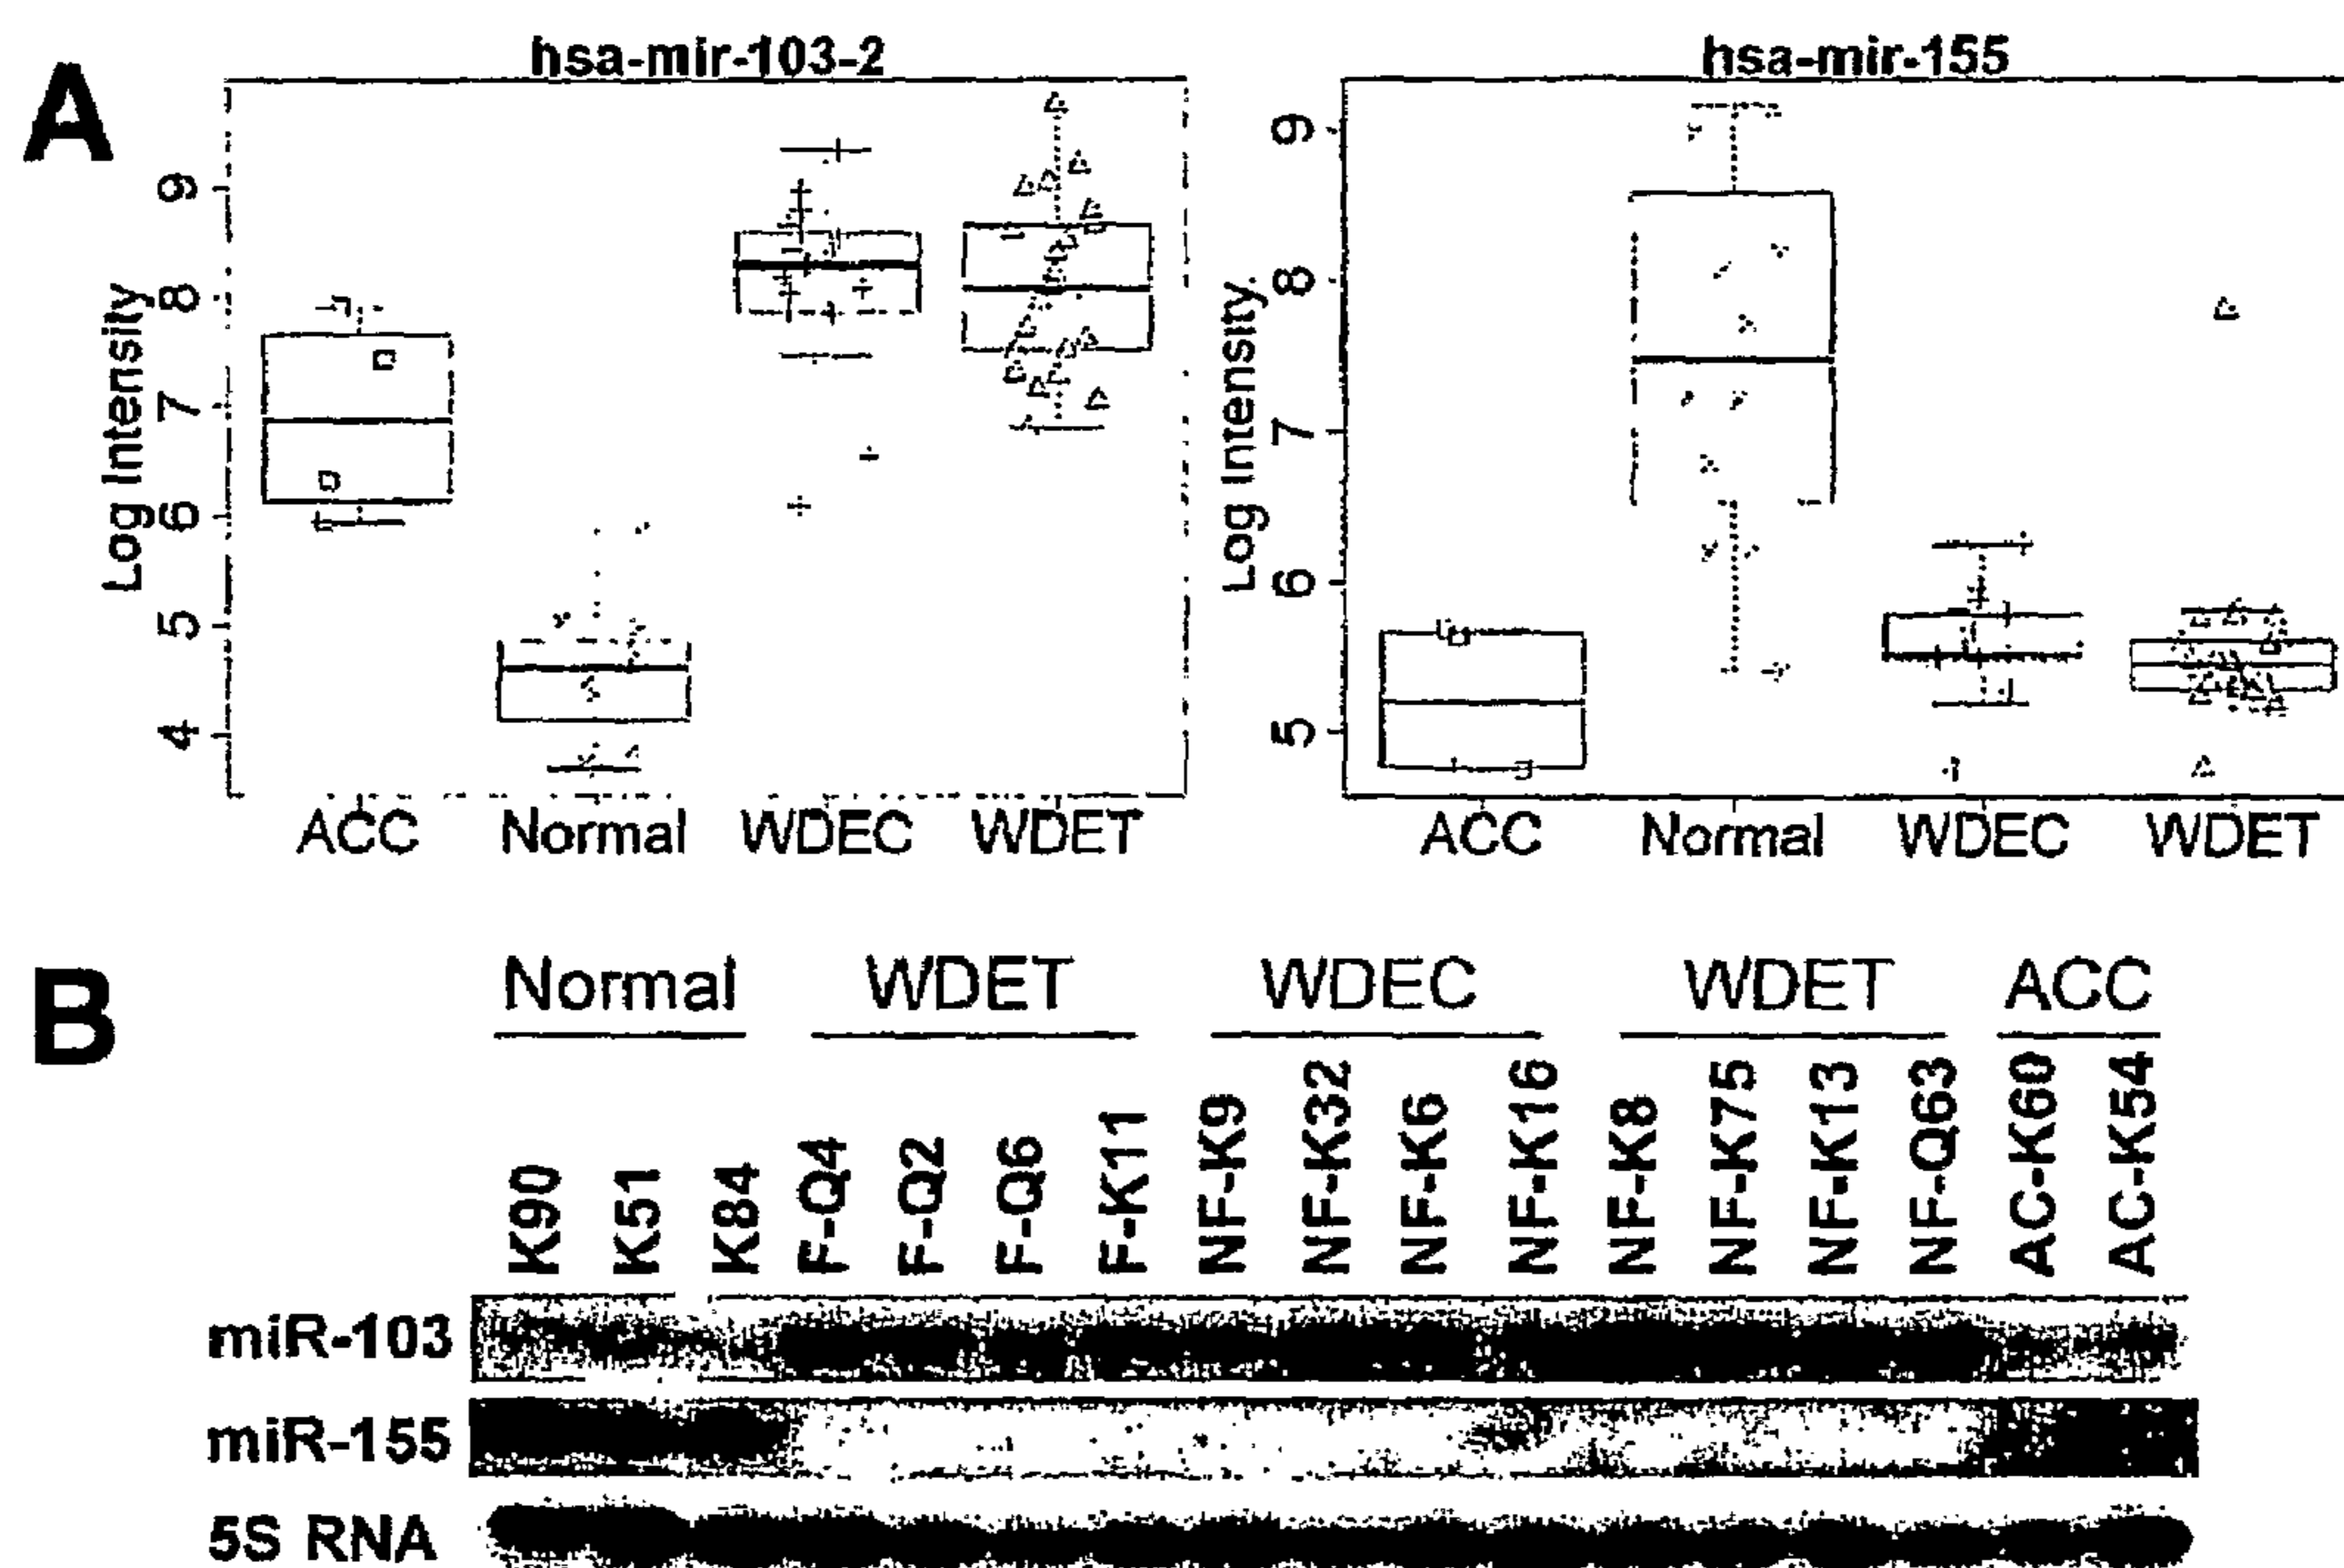 A
hsa-mir-103-2
hsa-mir-155
Log Intensity
9
8
7
6
5
4
Log Intensity
9
8
7
6
5
ACC Normal WDEC WDET
ACC Normal WDEC WDET
B
Normal WDET WDEC WDET ACC
K90 K51 K84 F-Q4 F-Q2 F-Q6 F-K11 NF-K9 NF-K32 NF-K6 NF-K16 NF-K8 NF-K75 NF-K13 NF-Q63 AC-K60 AC-K54
miR-103
miR-155
5S RNA